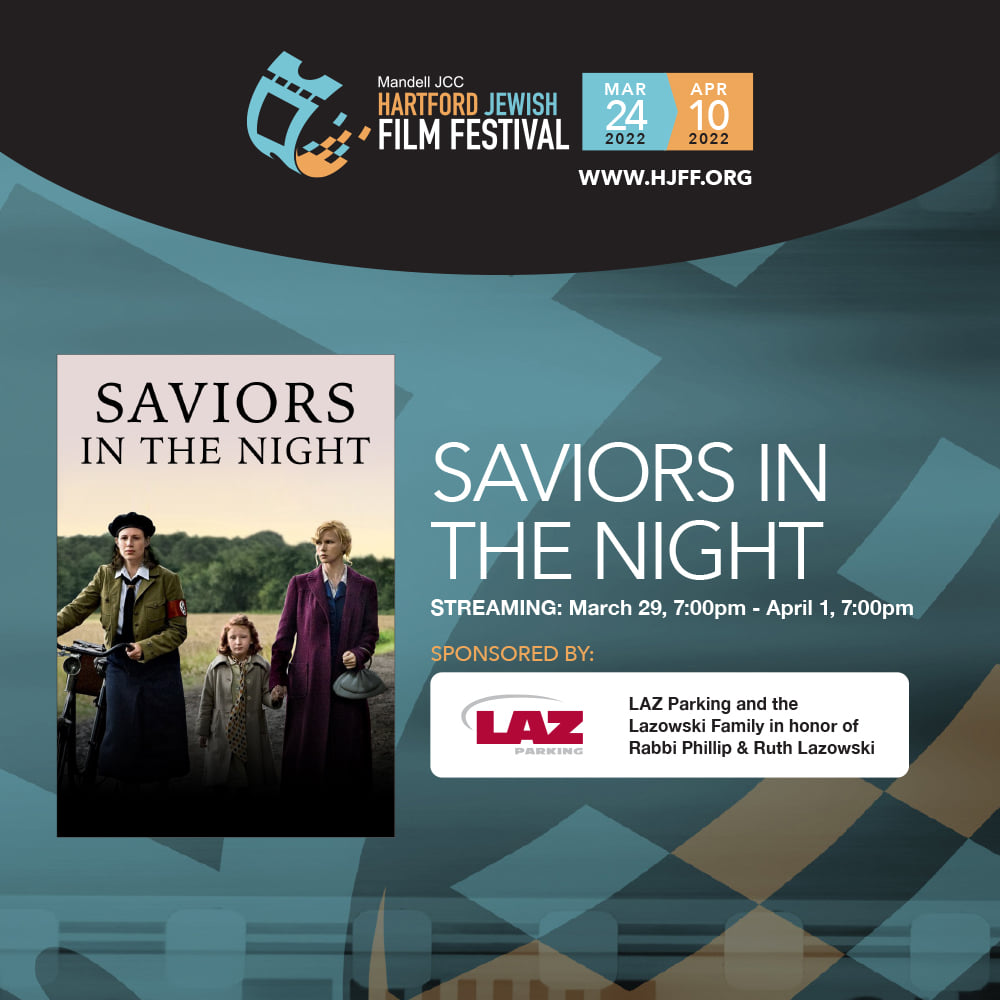 Mandell JCC
HARTFORD JEWISH
FILM FESTIVAL
MAR
24
2022
APR
10
2022
WWW.HJFF.ORG
SAVIORS
IN THE NIGHT
SAVIORS IN
THE NIGHT
STREAMING: March 29, 7:00pm - April 1, 7:00pm
SPONSORED BY:
LAZ
PARKING
LAZ Parking and the
Lazowski Family in honor of
Rabbi Phillip & Ruth Lazowski